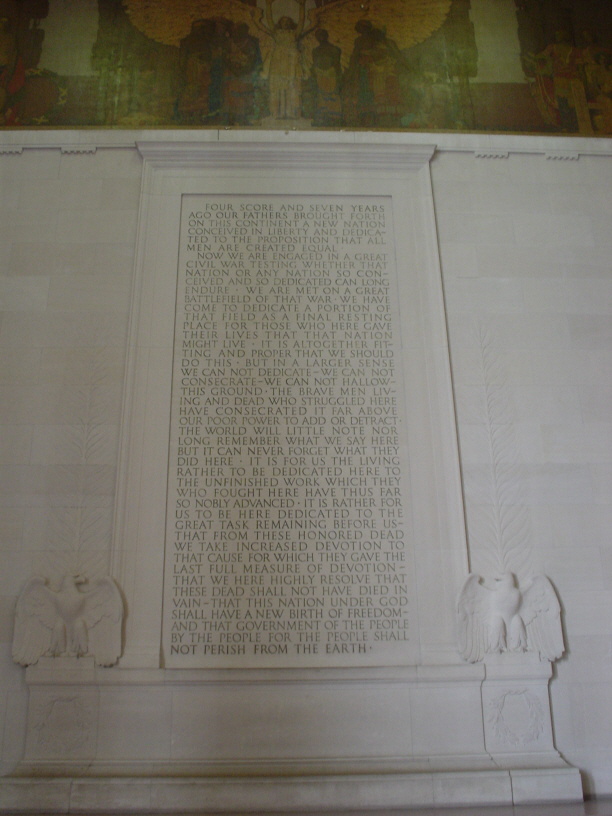 FOUR SCORE AND SEVEN YEARS
AGO OUR FATHERS BROUGHT FORTH
ON THIS CONTINENT A NEW NATION
CONCEIVED IN LIBERTY AND DEDICA-
TED TO THE PROPOSITION THAT ALL
MEN ARE CREATED EQUAL ·
NOW WE ARE ENGAGED IN A GREAT
CIVIL WAR TESTING WHETHER THAT
NATION OR ANY NATION SO CON-
CEIVED AND SO DEDICATED CAN LONG
ENDURE · WE ARE MET ON A GREAT
BATTLEFIELD OF THAT WAR · WE HAVE
COME TO DEDICATE A PORTION OF
THAT FIELD AS A FINAL RESTING
PLACE FOR THOSE WHO HERE GAVE
THEIR LIVES THAT THAT NATION
MIGHT LIVE · IT IS ALTOGETHER FIT-
TING AND PROPER THAT WE SHOULD
DO THIS · BUT IN A LARGER SENSE
WE CAN NOT DEDICATE–WE CAN NOT
CONSECRATE–WE CAN NOT HALLOW–
THIS GROUND · THE BRAVE MEN LIV-
ING AND DEAD WHO STRUGGLED HERE
HAVE CONSECRATED IT FAR ABOVE
OUR POOR POWER TO ADD OR DETRACT ·
THE WORLD WILL LITTLE NOTE NOR
LONG REMEMBER WHAT WE SAY HERE
BUT IT CAN NEVER FORGET WHAT THEY
DID HERE · IT IS FOR US THE LIVING
RATHER TO BE DEDICATED HERE TO
THE UNFINISHED WORK WHICH THEY
WHO FOUGHT HERE HAVE THUS FAR
SO NOBLY ADVANCED · IT IS RATHER FOR
US TO BE HERE DEDICATED TO THE
GREAT TASK REMAINING BEFORE US–
THAT FROM THESE HONORED DEAD
WE TAKE INCREASED DEVOTION TO
THAT CAUSE FOR WHICH THEY GAVE THE
LAST FULL MEASURE OF DEVOTION–
THAT WE HERE HIGHLY RESOLVE THAT
THESE DEAD SHALL NOT HAVE DIED IN
VAIN–THAT THIS NATION UNDER GOD
SHALL HAVE A NEW BIRTH OF FREEDOM–
AND THAT GOVERNMENT OF THE PEOPLE
BY THE PEOPLE FOR THE PEOPLE SHALL
NOT PERISH FROM THE EARTH ·